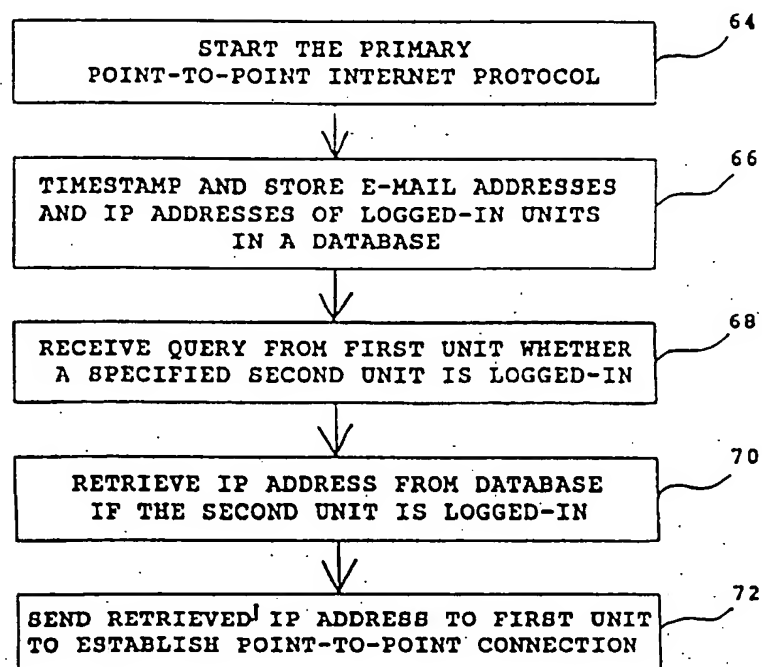 64
START THE PRIMARY
POINT-TO-POINT INTERNET PROTOCOL
66
TIMESTAMP AND STORE E-MAIL ADDRESSES
AND IP ADDRESSES OF LOGGED-IN UNITS
IN A DATABASE
68
RECEIVE QUERY FROM FIRST UNIT WHETHER
A SPECIFIED SECOND UNIT IS LOGGED-IN
70
RETRIEVE IP ADDRESS FROM DATABASE
IF THE SECOND UNIT IS LOGGED-IN
72
SEND RETRIEVED IP ADDRESS TO FIRST UNIT
TO ESTABLISH POINT-TO-POINT CONNECTION